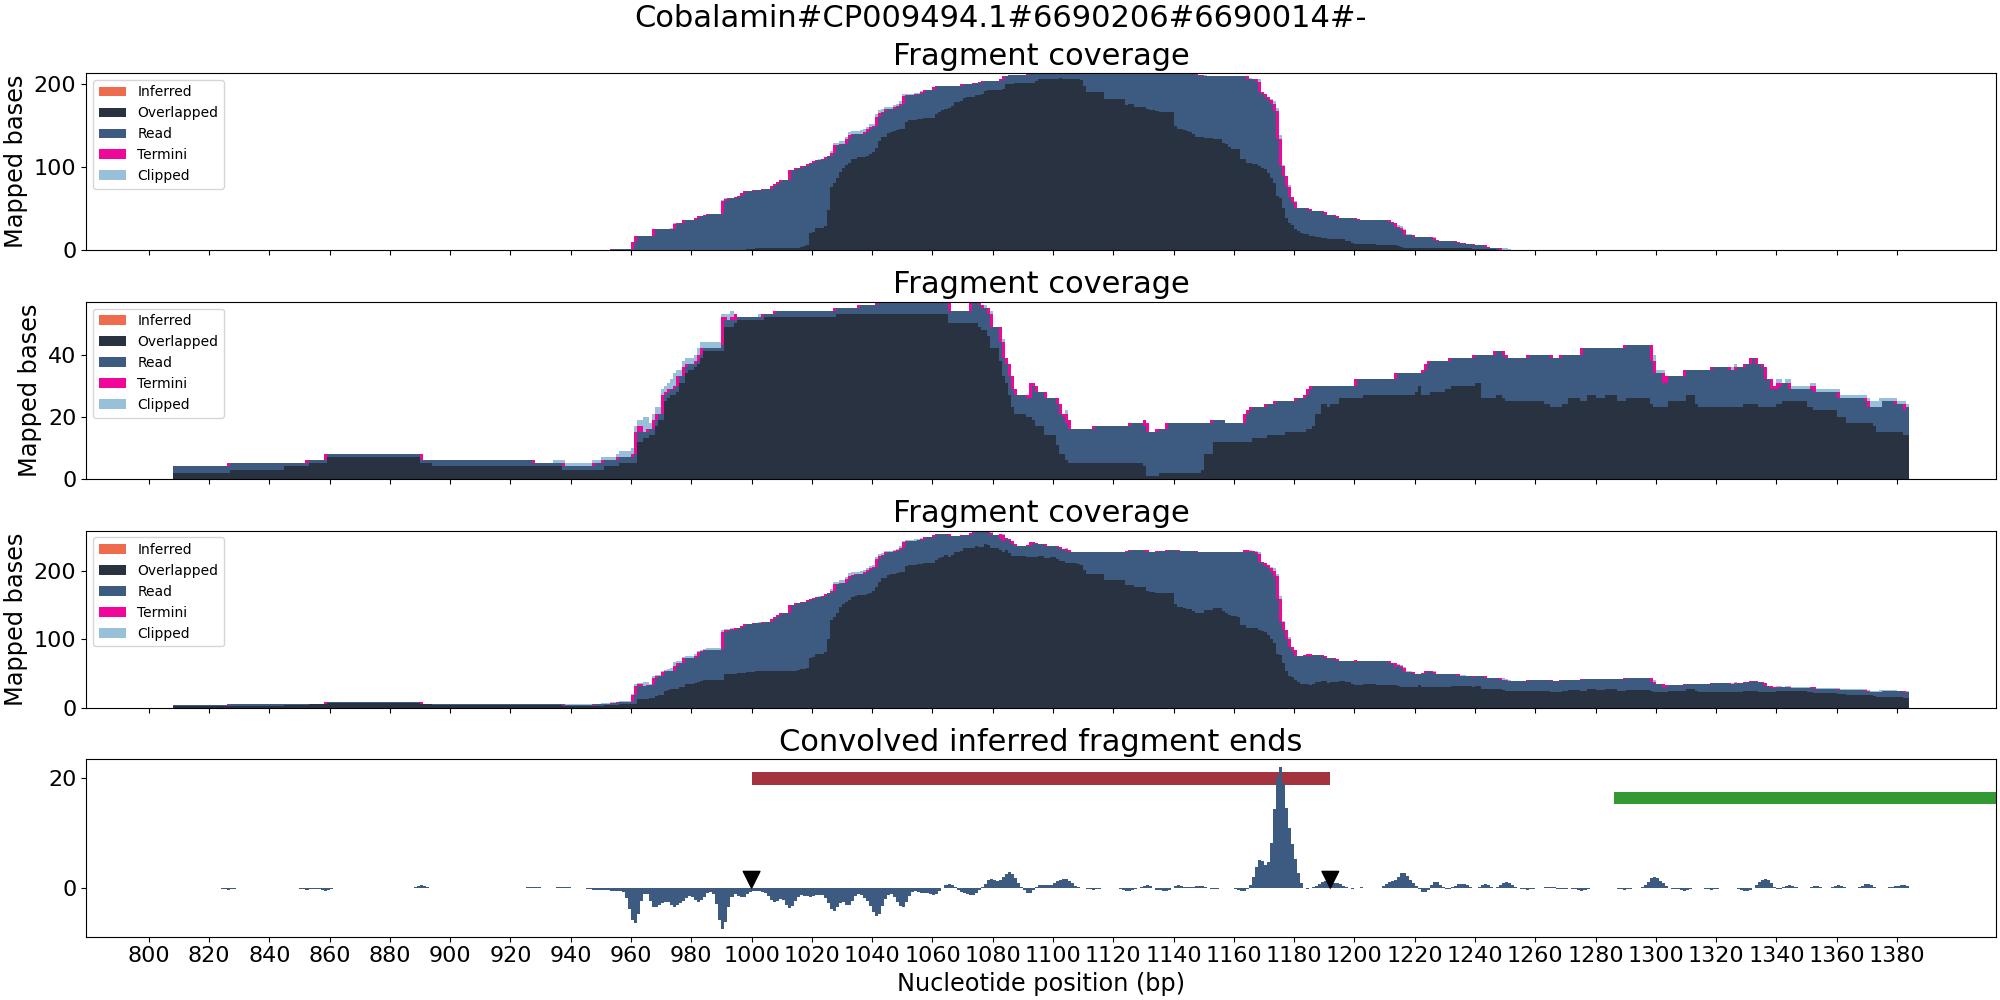 Cobalamin#CP009494.1#6690206#6690014#-
Fragment coverage
Mapped bases
200
100
0
Inferred
Overlapped
Read
Termini
Clipped
Fragment coverage
Mapped bases
40
20
0
Inferred
Overlapped
Read
Termini
Clipped
Fragment coverage
Mapped bases
200
100
0
Inferred
Overlapped
Read
Termini
Clipped
Convolved inferred fragment ends
20
0
800 820 840 860 880 900 920 940 960 980 1000 1020 1040 1060 1080 1100 1120 1140 1160 1180 1200 1220 1240 1260 1280 1300 1320 1340 1360 1380
Nucleotide position (bp)